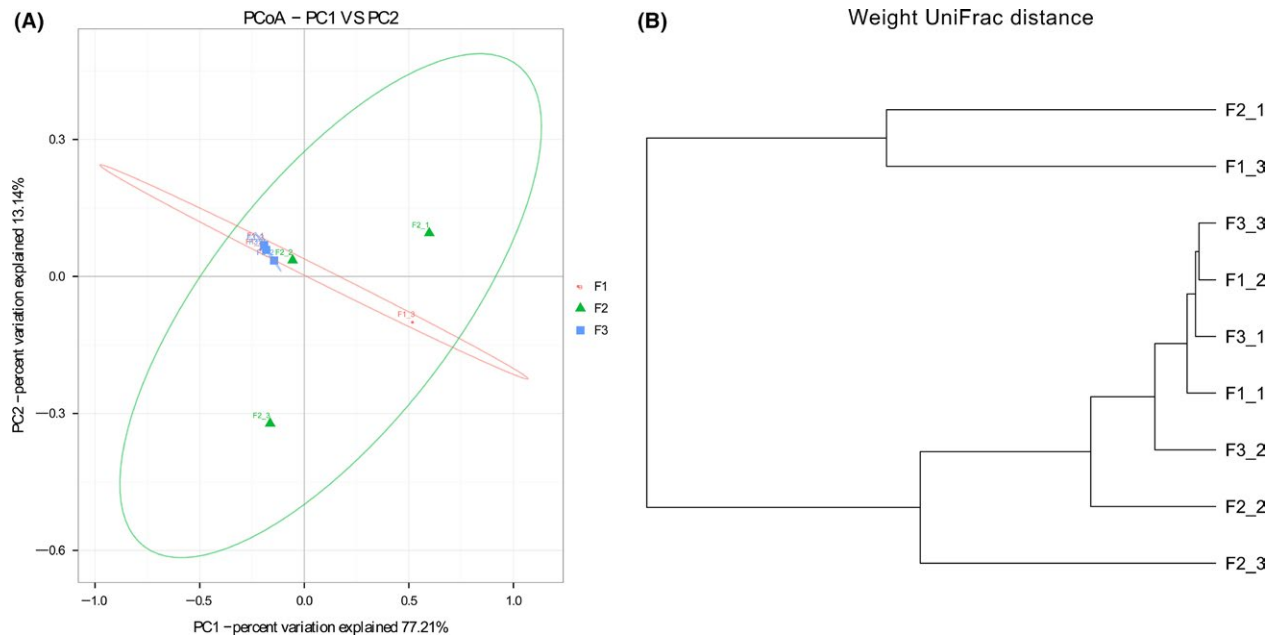 (A)
PCoA − PC1 VS PC2
PC2 −percent variation explained 13.14%
0.3
0.0
−0.3
−0.6
F2_1
F2_2
F1_3
F2_3
−1.0
−0.5
0.0
0.5
1.0
PC1 −percent variation explained 77.21%
F1
F2
F3
(B)
Weight UniFrac distance
F2_1
F1_3
F3_3
F1_2
F3_1
F1_1
F3_2
F2_2
F2_3